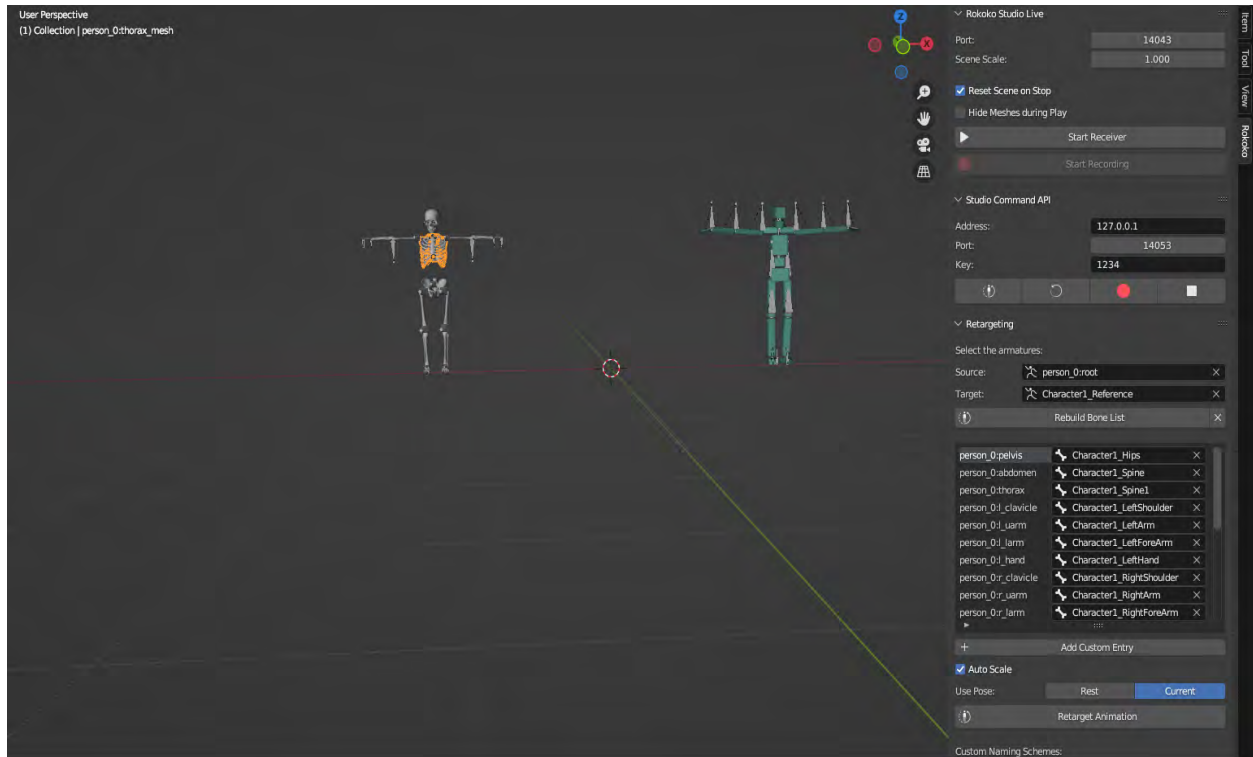 User Perspective
(1) Collection | person_0:thorax_mesh
Z
X
Item
Tool
View
Rokoko
Rokoko Studio Live
Port: 14043
Scene Scale: 1.000
Reset Scene on Stop
Hide Meshes during Play
Start Receiver
Start Recording
Studio Command API
Address: 127.0.0.1
Port: 14053
Key: 1234
Retargeting
Select the armatures:
Source: person_0:root
Target: Character1_Reference
Rebuild Bone List
person_0:pelvis Character1_Hips
person_0:abdomen Character1_Spine
person_0:thorax Character1_Spine1
person_0:l_clavicle Character1_LeftShoulder
person_0:l_uarm Character1_LeftArm
person_0:l_larm Character1_LeftForeArm
person_0:l_hand Character1_LeftHand
person_0:r_clavicle Character1_RightShoulder
person_0:r_uarm Character1_RightArm
person_0:r_larm Character1_RightForeArm
Add Custom Entry
Auto Scale
Use Pose: Rest Current
Retarget Animation
Custom Naming Schemes: